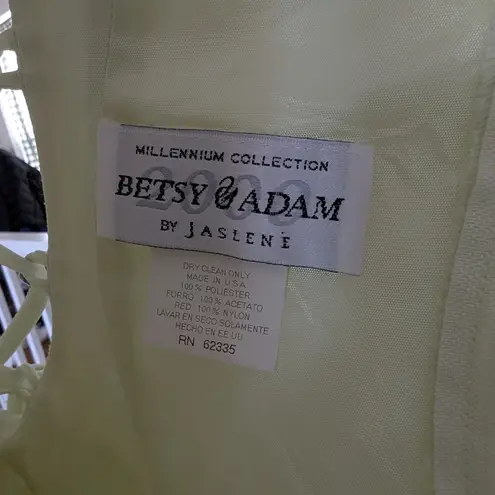 MILLENNIUM COLLECTION
2000
BETSY & ADAM
BY JASLENE
DRY CLEAN ONLY
MADE IN U.S.A
100% POLIESTER
FORRO 100% ACETATO
RED 100% NYLON
LAVAR EN SECO SOLAMENTE
HECHO EN EE UU
RN 62335